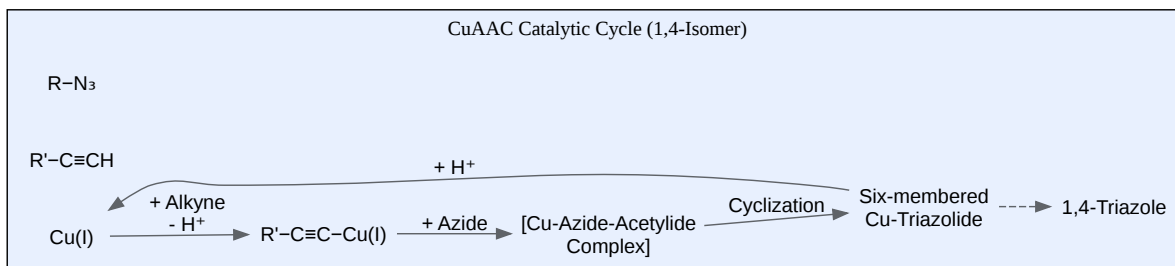 CuAAC Catalytic Cycle (1,4-Isomer)
R−N₃
R'−C≡CH
+ H⁺
+ Alkyne
- H⁺
Cu(I)
R'−C≡C−Cu(I)
+ Azide
[Cu-Azide-Acetylide
Complex]
Cyclization
Six-membered
Cu-Triazolide
1,4-Triazole